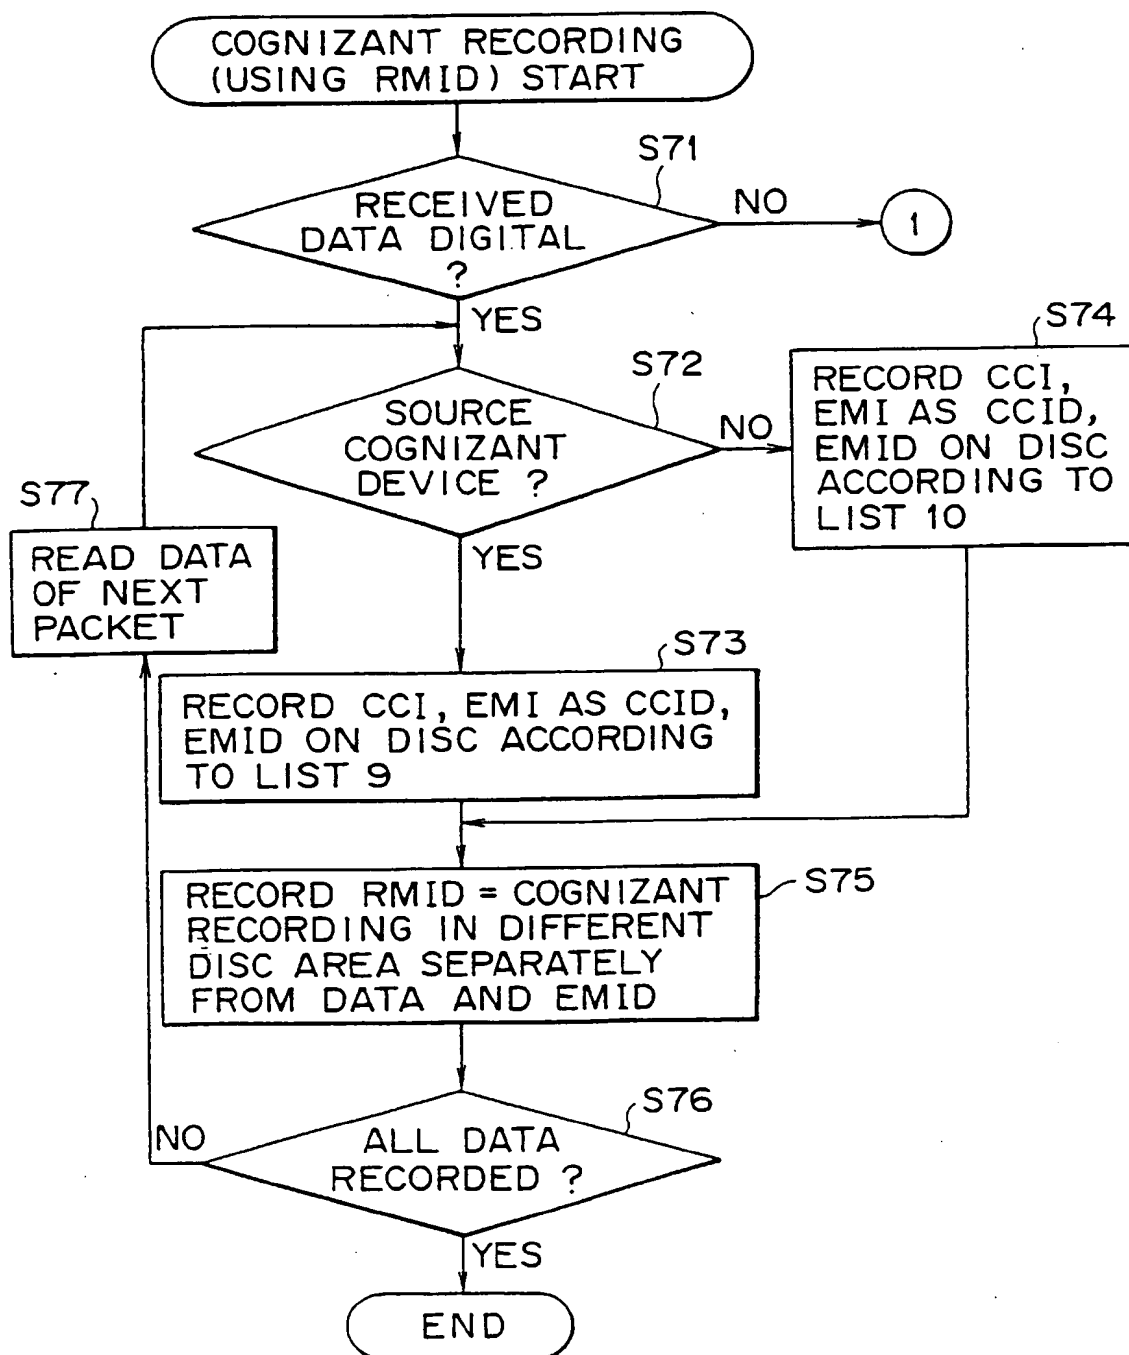 COGNIZANT RECORDING
(USING RMID) START
S71
RECEIVED
DATA DIGITAL
?
NO
1
YES
S72
SOURCE
COGNIZANT
DEVICE ?
NO
S74
RECORD CCI,
EMI AS CCID,
EMID ON DISC
ACCORDING TO
LIST 10
S77
READ DATA
OF NEXT
PACKET
YES
S73
RECORD CCI, EMI AS CCID,
EMID ON DISC ACCORDING
TO LIST 9
S75
RECORD RMID = COGNIZANT
RECORDING IN DIFFERENT
DISC AREA SEPARATELY
FROM DATA AND EMID
S76
ALL DATA
RECORDED ?
NO
YES
END